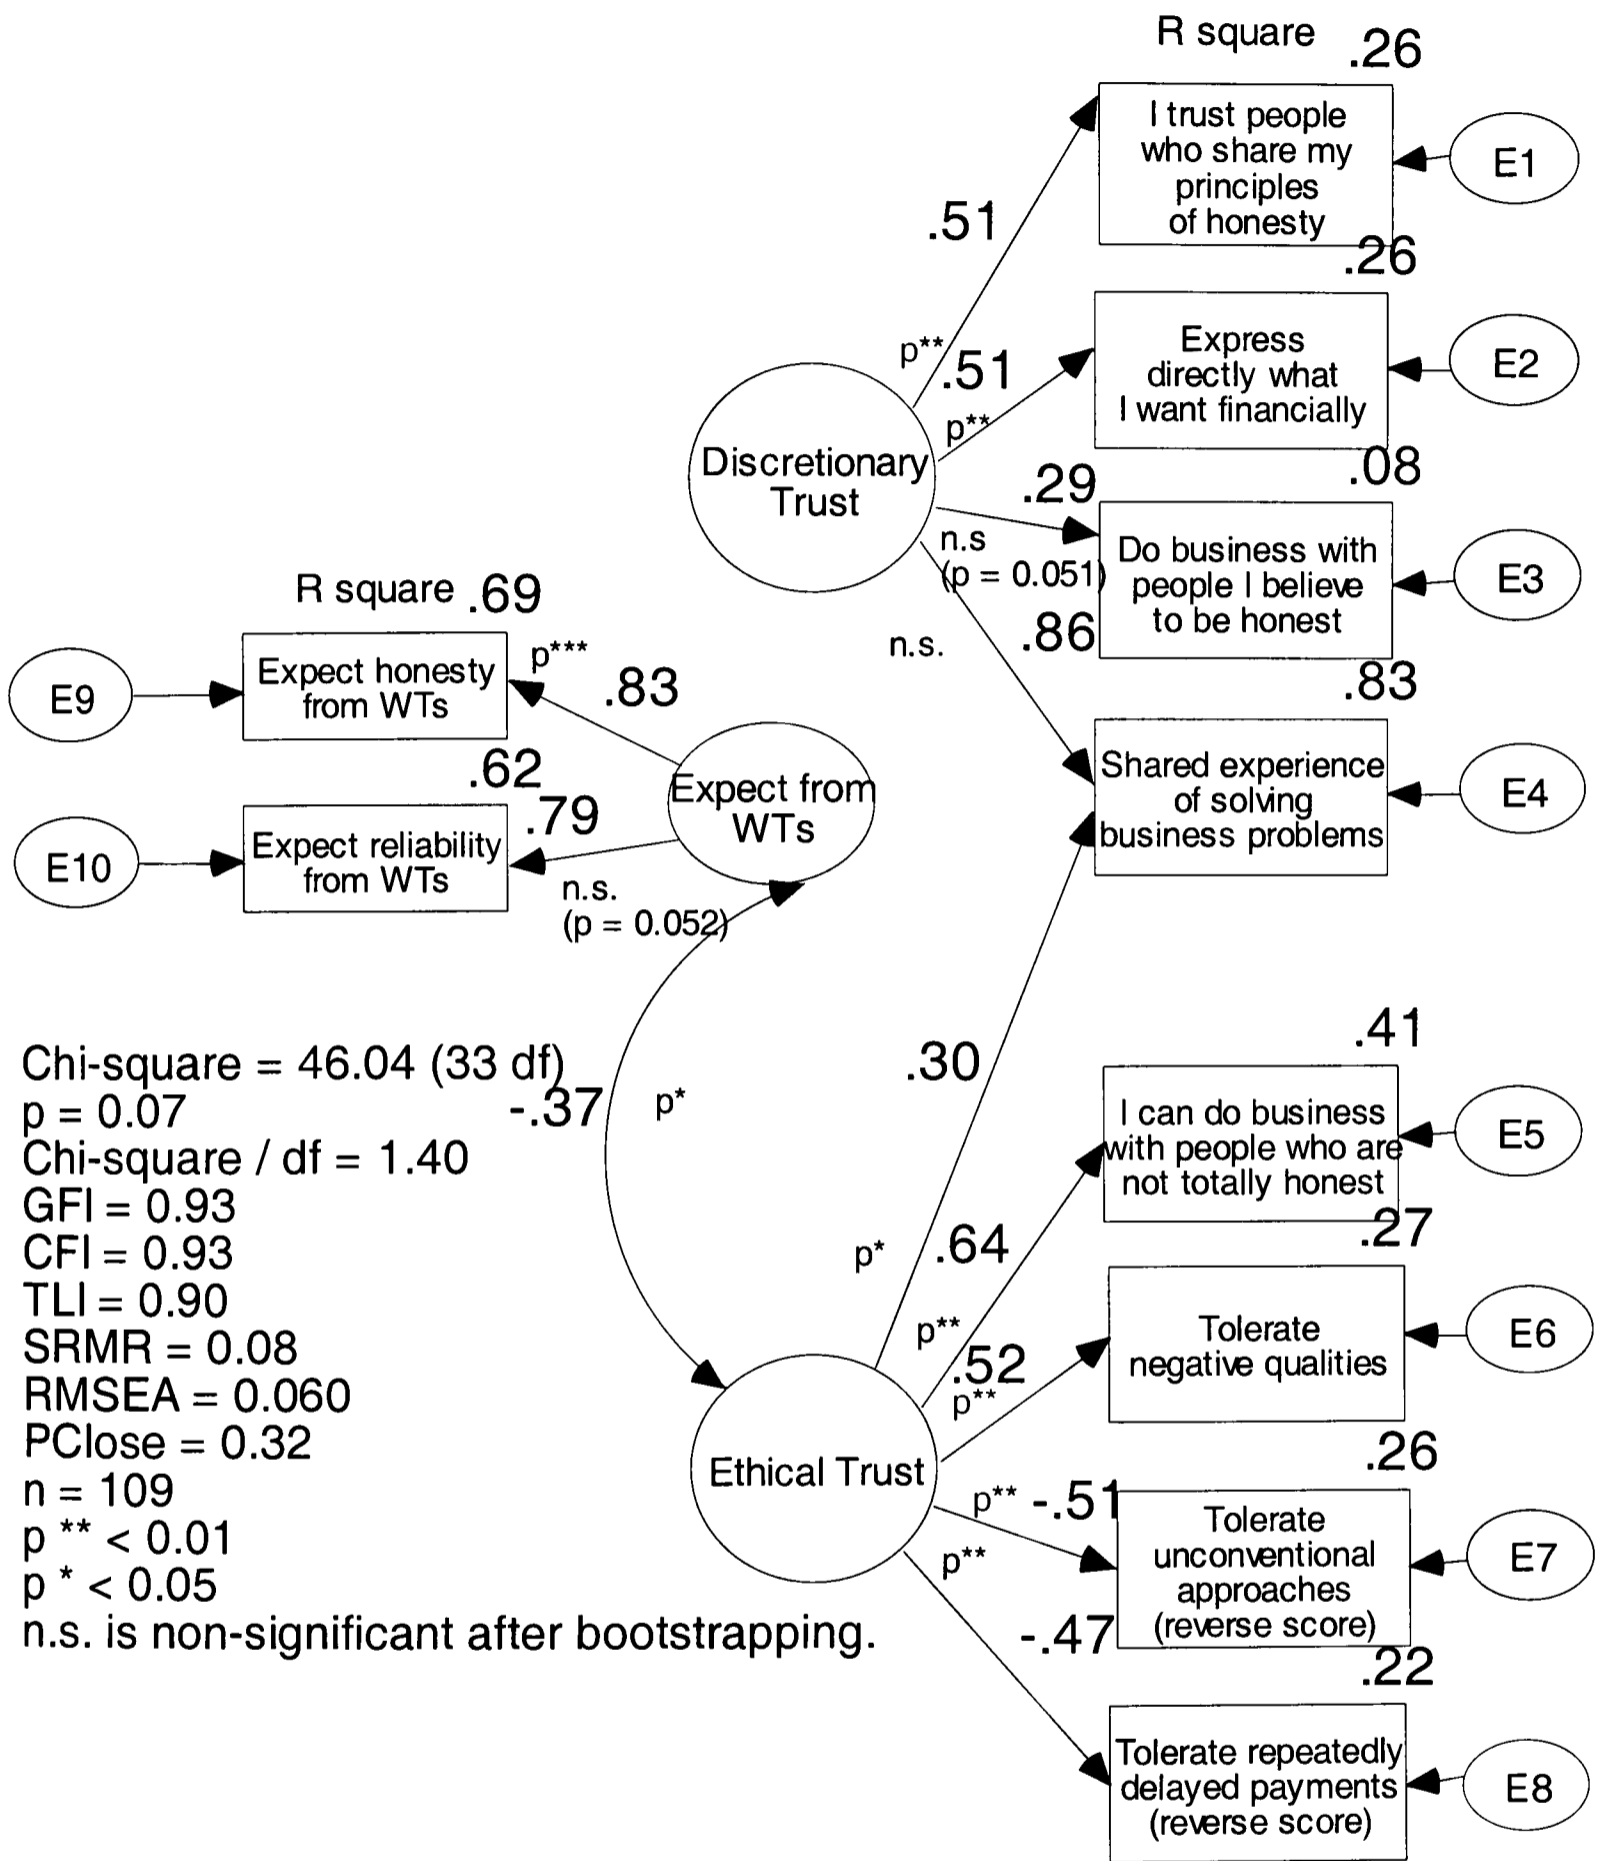 R square .26
I trust people
who share my
principles
of honesty
E1
.51
p**
.26
Express
directly what
I want financially
E2
.51
p**
Discretionary
Trust
.08
.29
n.s
(p = 0.051)
Do business with
people I believe
to be honest
E3
.86
n.s.
.83
Shared experience
of solving
business problems
E4
R square .69
Expect honesty
from WTs
E9
p***
.83
.62
Expect reliability
from WTs
E10
.79
n.s.
(p = 0.052)
Expect from
WTs
-.37
p*
.30
p*
.41
I can do business
with people who are
not totally honest
E5
.64
p**
.27
Tolerate
negative qualities
E6
.52
p**
Ethical Trust
.26
p** -.51
Tolerate
unconventional
approaches
(reverse score)
E7
p**
-.47
.22
Tolerate repeatedly
delayed payments
(reverse score)
E8
Chi-square = 46.04 (33 df)
p = 0.07
Chi-square / df = 1.40
GFI = 0.93
CFI = 0.93
TLI = 0.90
SRMR = 0.08
RMSEA = 0.060
PClose = 0.32
n = 109
p ** < 0.01
p * < 0.05
n.s. is non-significant after bootstrapping.